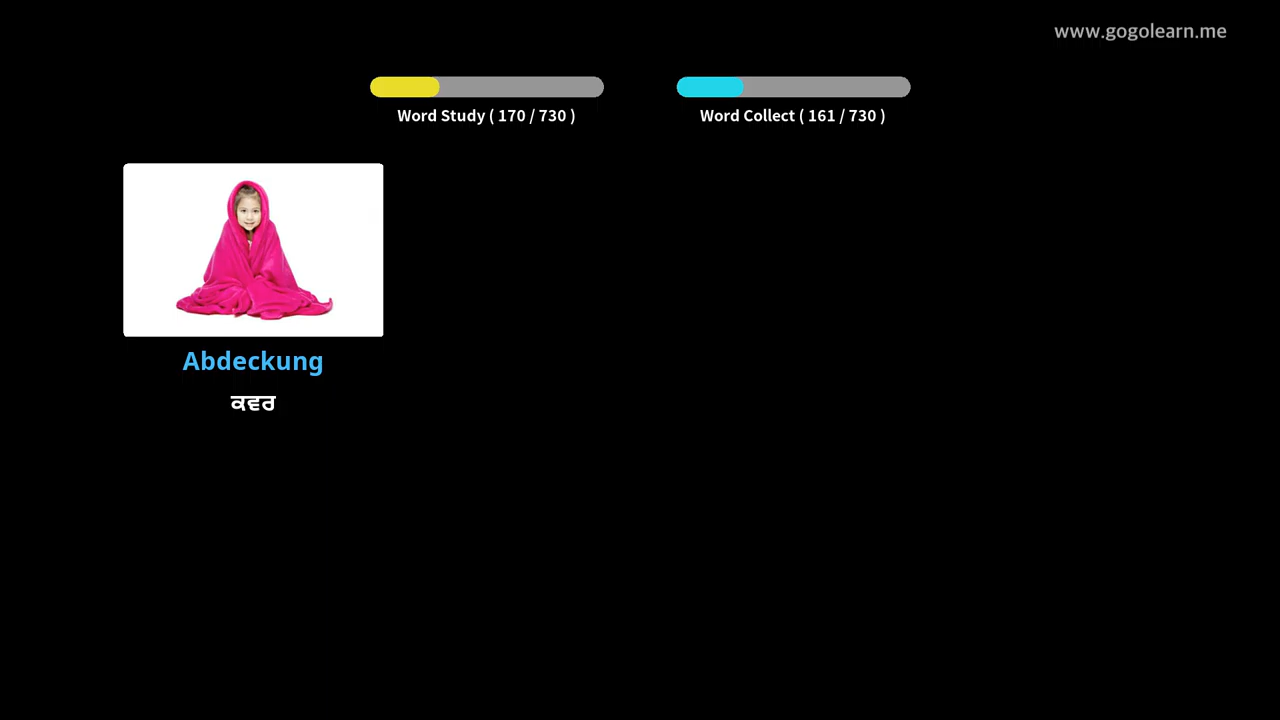 www.gogolearn.me
Word Study ( 170 / 730 )
Word Collect ( 161 / 730 )
Abdeckung
ਕਵਰ